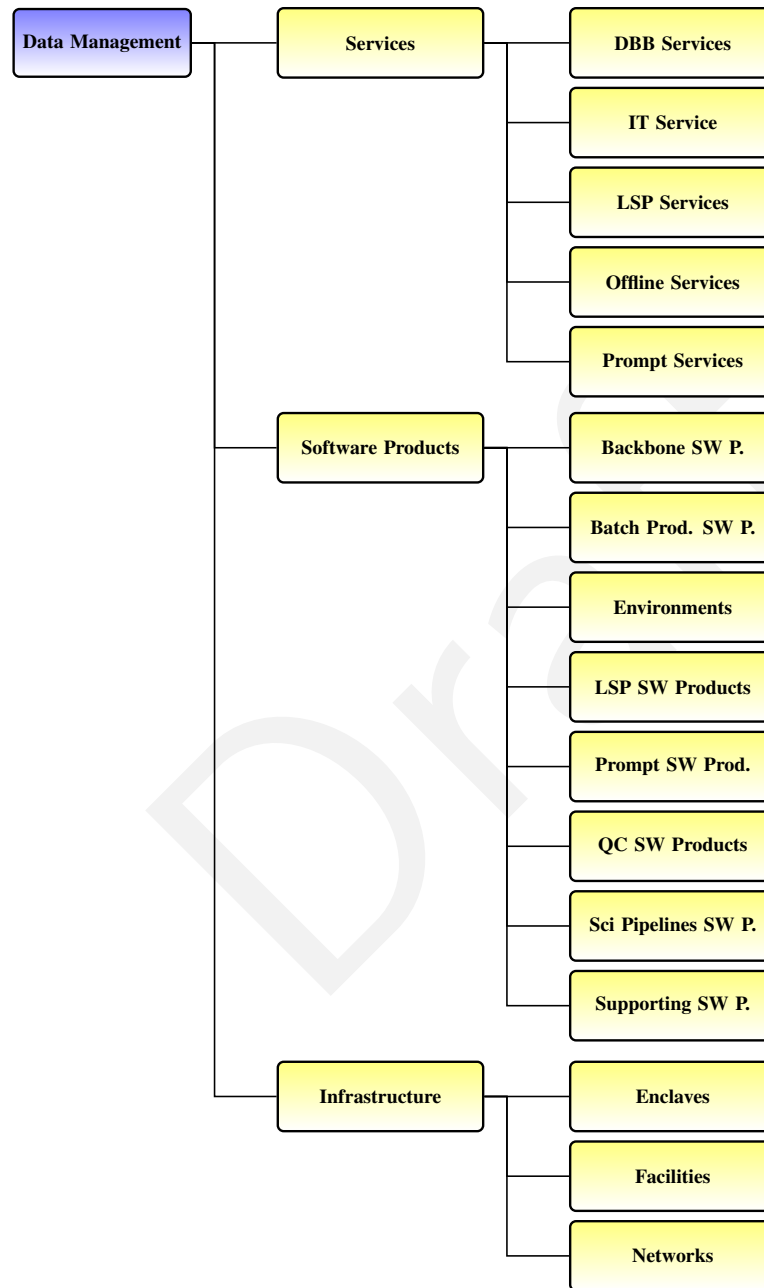 Data Management
Services
DBB Services
IT Service
LSP Services
Offline Services
Prompt Services
Software Products
Backbone SW P.
Batch Prod. SW P.
Environments
LSP SW Products
Prompt SW Prod.
QC SW Products
Sci Pipelines SW P.
Supporting SW P.
Infrastructure
Enclaves
Facilities
Networks
Draft